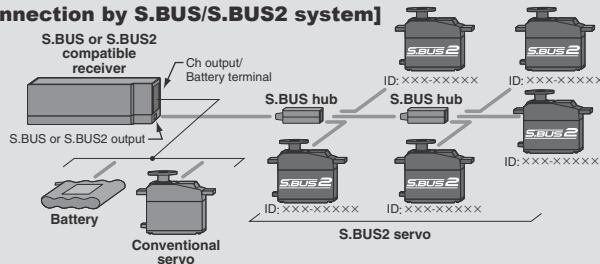 nnection by S.BUS/S.BUS2 system]
S.BUS or S.BUS2
compatible
receiver
Ch output/
Battery terminal
S.BUS hub
S.BUS hub
S.BUS2
ID: ×××-×××××
S.BUS2
ID: ×××-×××××
S.BUS or S.BUS2 output
S.BUS2
ID: ×××-×××××
S.BUS2
ID: ×××-×××××
S.BUS2
ID: ×××-×××××
Battery
Conventional
servo
S.BUS2 servo